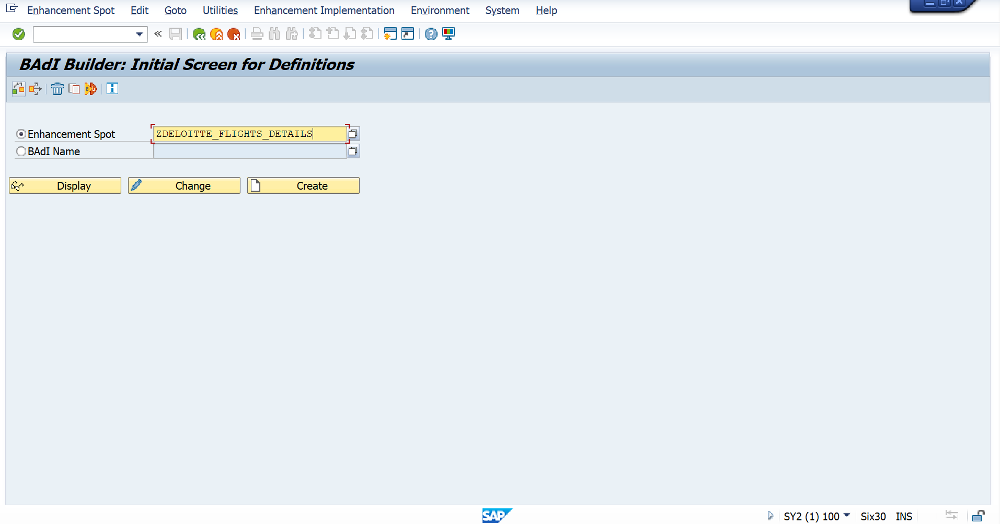 Enhancement Spot Edit Goto Utilities Enhancement Implementation Environment System Help
BAdI Builder: Initial Screen for Definitions
Enhancement Spot ZDELOITTE_FLIGHTS_DETAILS
BAdI Name
Display Change Create
SAP SY2 (1) 100 Six30 INS